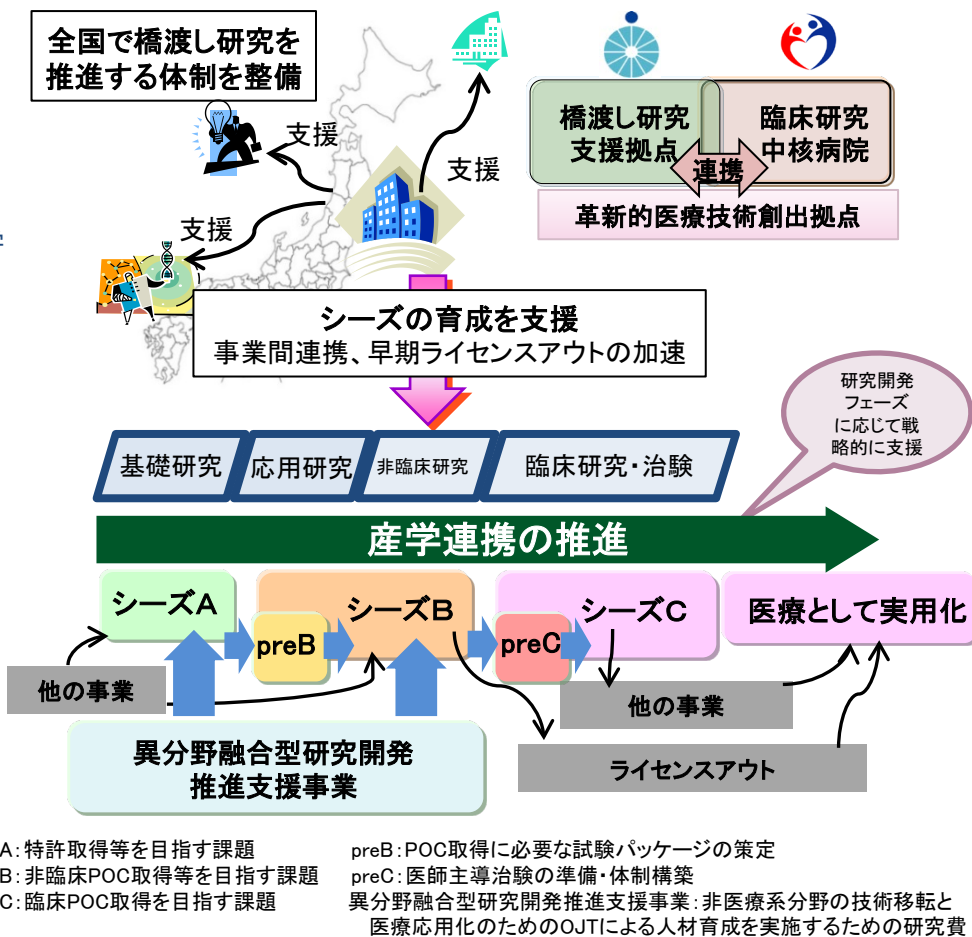 全国で橋渡し研究を
推進する体制を整備
支援
支援
支援
橋渡し研究
支援拠点
臨床研究
中核病院
連携
革新的医療技術創出拠点
シーズの育成を支援
事業間連携、早期ライセンスアウトの加速
研究開発
フェーズ
に応じて戦
略的に支援
基礎研究
応用研究
非臨床研究
臨床研究・治験
産学連携の推進
シーズA
preB
シーズB
preC
シーズC
医療として実用化
他の事業
他の事業
ライセンスアウト
異分野融合型研究開発
推進支援事業
A：特許取得等を目指す課題
B：非臨床POC取得等を目指す課題
C：臨床POC取得を目指す課題
preB：POC取得に必要な試験パッケージの策定
preC：医師主導治験の準備・体制構築
異分野融合型研究開発推進支援事業：非医療系分野の技術移転と
医療応用化のためのOJTによる人材育成を実施するための研究費